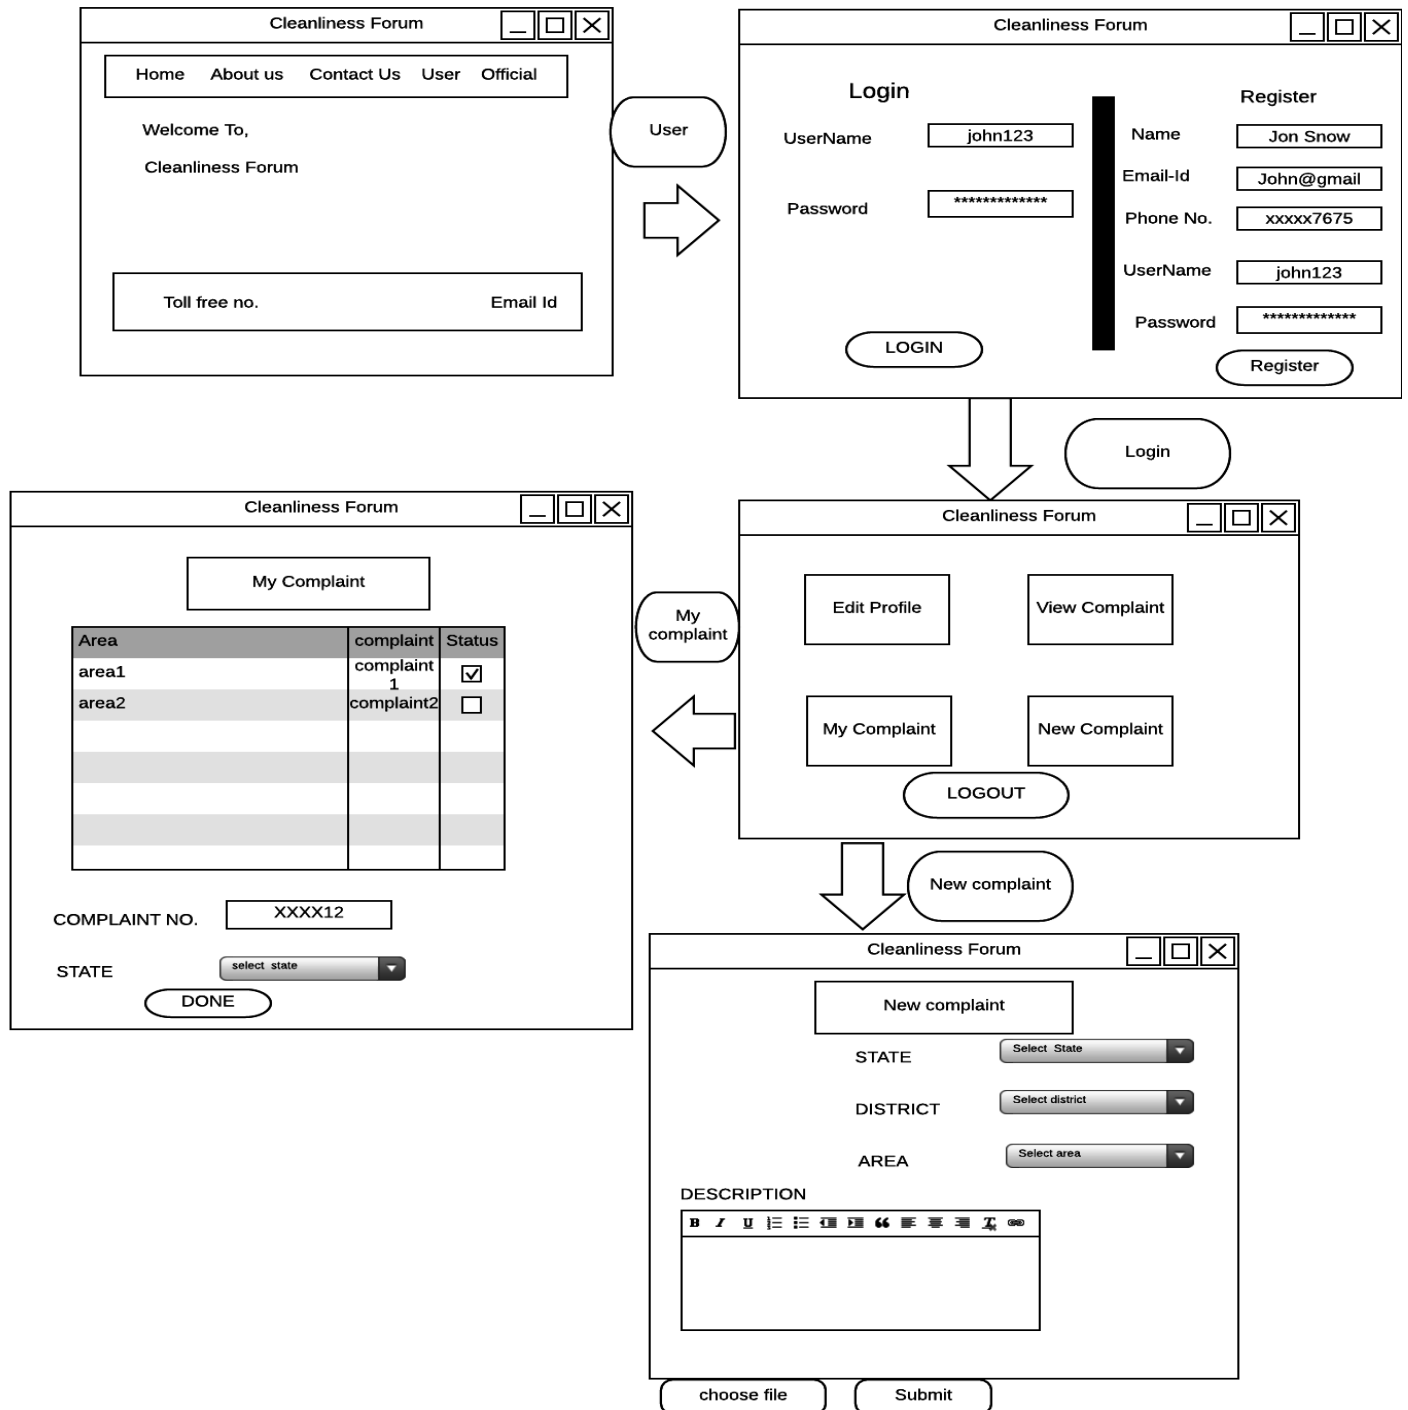 Cleanliness Forum
Home About us Contact Us User Official
Welcome To,
Cleanliness Forum
Toll free no. Email Id
User
Cleanliness Forum
Login
UserName john123
Password *************
LOGIN
Register
Name Jon Snow
Email-Id John@gmail
Phone No. xxxxx7675
UserName john123
Password *************
Register
Login
Cleanliness Forum
Edit Profile View Complaint
My Complaint New Complaint
LOGOUT
My
complaint
Cleanliness Forum
My Complaint
Area complaint Status
area1 complaint
1
area2 complaint2
COMPLAINT NO. XXXX12
STATE select state
DONE
New complaint
Cleanliness Forum
New complaint
STATE Select State
DISTRICT Select district
AREA Select area
DESCRIPTION
B I U
choose file Submit